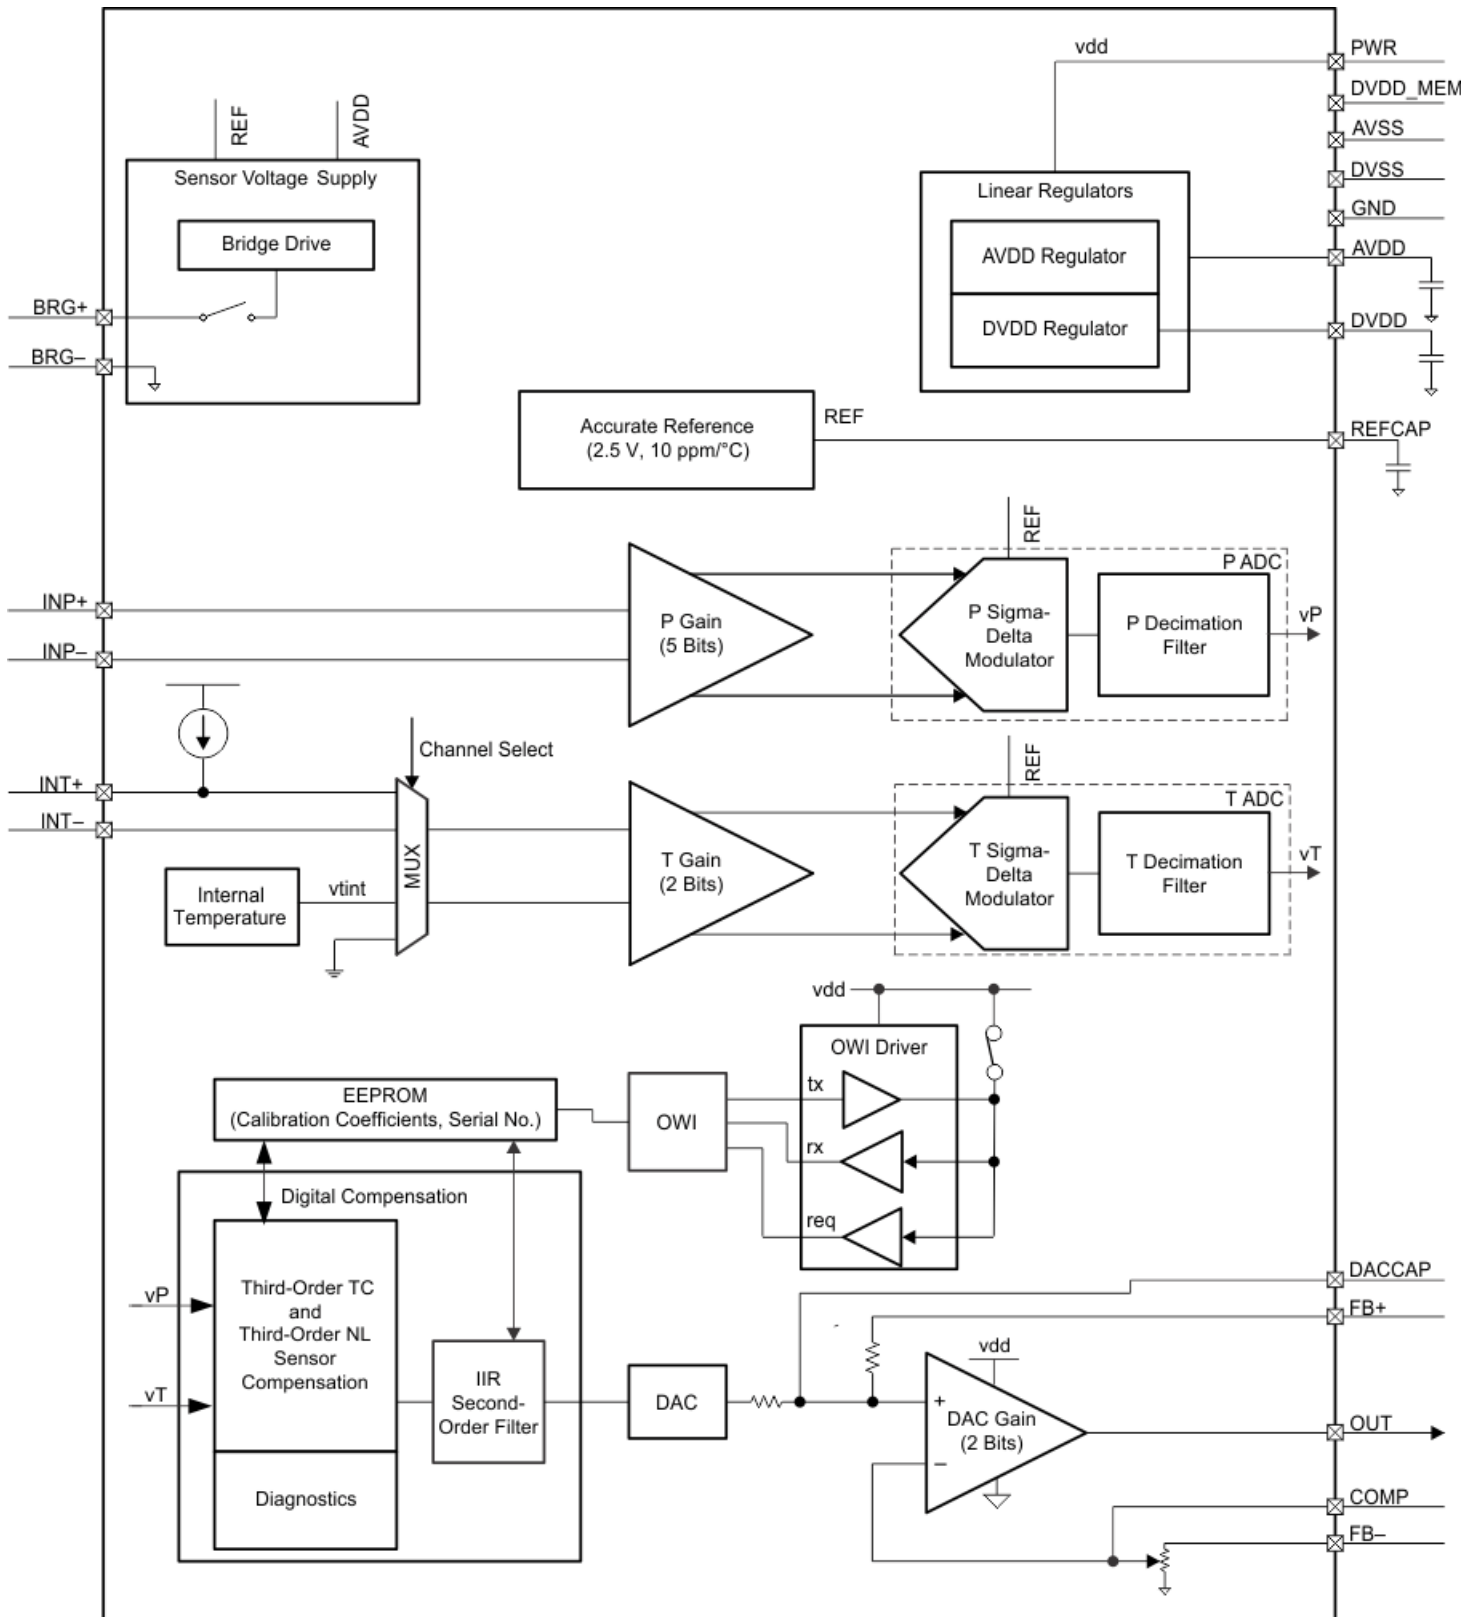 vdd
PWR
DVDD_MEM
AVSS
DVSS
GND
AVDD
DVDD
REFCAP
REF
AVDD
Sensor Voltage Supply
Bridge Drive
BRG+
BRG–
Linear Regulators
AVDD Regulator
DVDD Regulator
Accurate Reference
(2.5 V, 10 ppm/°C)
REF
REF
P ADC
INP+
INP–
P Gain
(5 Bits)
P Sigma-
Delta
Modulator
P Decimation
Filter
vP
Channel Select
REF
T ADC
INT+
INT–
MUX
Internal
Temperature
vtint
T Gain
(2 Bits)
T Sigma-
Delta
Modulator
T Decimation
Filter
vT
vdd
OWI Driver
tx
rx
req
OWI
EEPROM
(Calibration Coefficients, Serial No.)
Digital Compensation
vP
vT
Third-Order TC
and
Third-Order NL
Sensor
Compensation
Diagnostics
IIR
Second-
Order Filter
DAC
vdd
+
DAC Gain
(2 Bits)
–
DACCAP
FB+
OUT
COMP
FB–